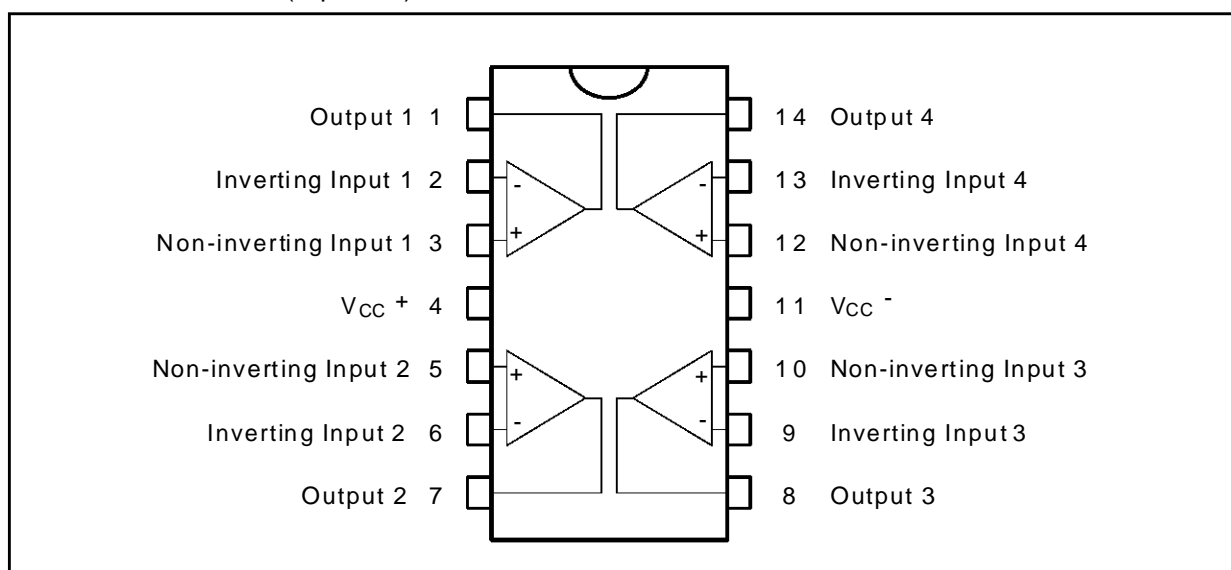 Output 1 1 14 Output 4
Inverting Input 1 2 - - 13 Inverting Input 4
Non-inverting Input 1 3 + + 12 Non-inverting Input 4
VCC + 4 11 VCC -
Non-inverting Input 2 5 + + 10 Non-inverting Input 3
Inverting Input 2 6 - - 9 Inverting Input 3
Output 2 7 8 Output 3